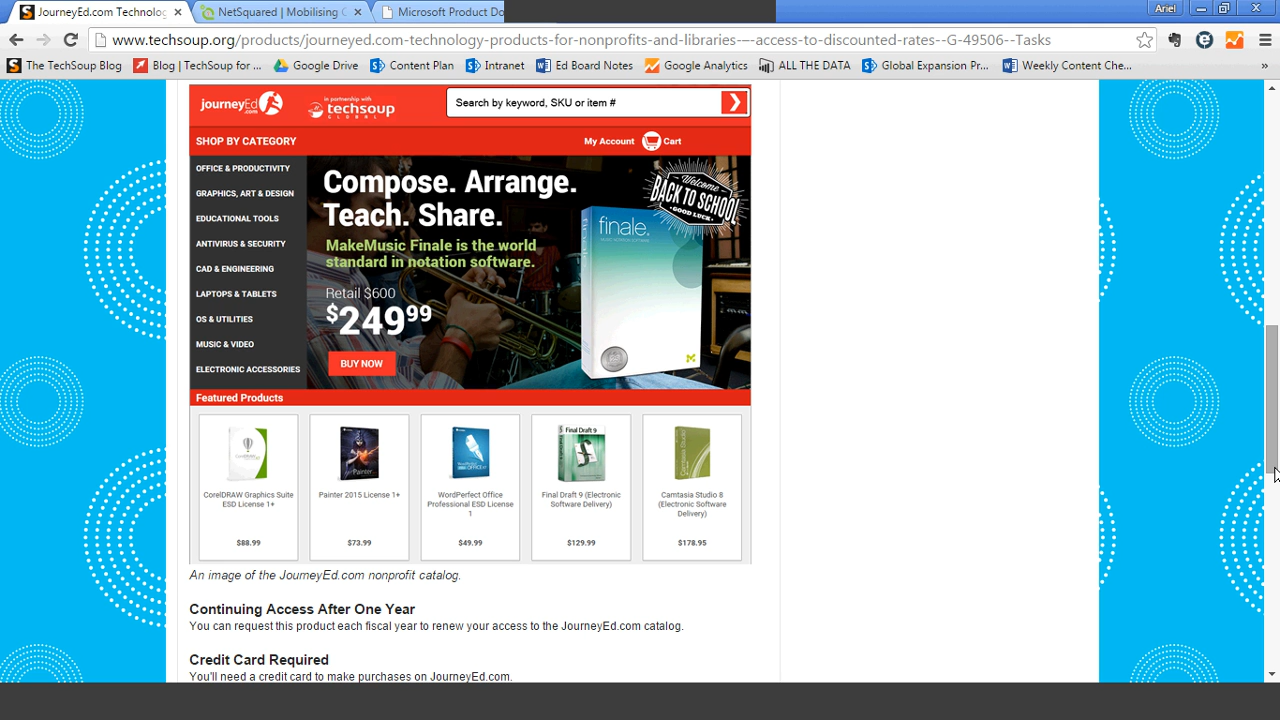 JourneyEd.com Technolog
NetSquared | Mobilising C
Microsoft Product Do
Ariel
www.techsoup.org/products/journeyed.com-technology-products-for-nonprofits-and-libraries-–-access-to-discounted-rates--G-49506--Tasks
The TechSoup Blog
Blog | TechSoup for ...
Google Drive
Content Plan
Intranet
Ed Board Notes
Google Analytics
ALL THE DATA
Global Expansion Pr...
Weekly Content Che...
»
journeyEd.com
in partnership with
techsoup
GLOBAL
Search by keyword, SKU or item #
SHOP BY CATEGORY
My Account
Cart
OFFICE & PRODUCTIVITY
GRAPHICS, ART & DESIGN
EDUCATIONAL TOOLS
ANTIVIRUS & SECURITY
CAD & ENGINEERING
LAPTOPS & TABLETS
OS & UTILITIES
MUSIC & VIDEO
ELECTRONIC ACCESSORIES
Compose. Arrange.
Teach. Share.
MakeMusic Finale is the world
standard in notation software.
Retail $600
$249⁹⁹
BUY NOW
Welcome
BACK TO SCHOOL
GOOD LUCK
finale.
Featured Products
CorelDRAW Graphics Suite
ESD License 1+
$88.99
Painter
Painter 2015 License 1+
$73.99
WordPerfect Office
Professional ESD License
1
$49.99
Final Draft 9
Final Draft 9 (Electronic
Software Delivery)
$129.99
Camtasia Studio
Camtasia Studio 8
(Electronic Software
Delivery)
$178.95
An image of the JourneyEd.com nonprofit catalog.
Continuing Access After One Year
You can request this product each fiscal year to renew your access to the JourneyEd.com catalog.
Credit Card Required
You'll need a credit card to make purchases on JourneyEd.com.